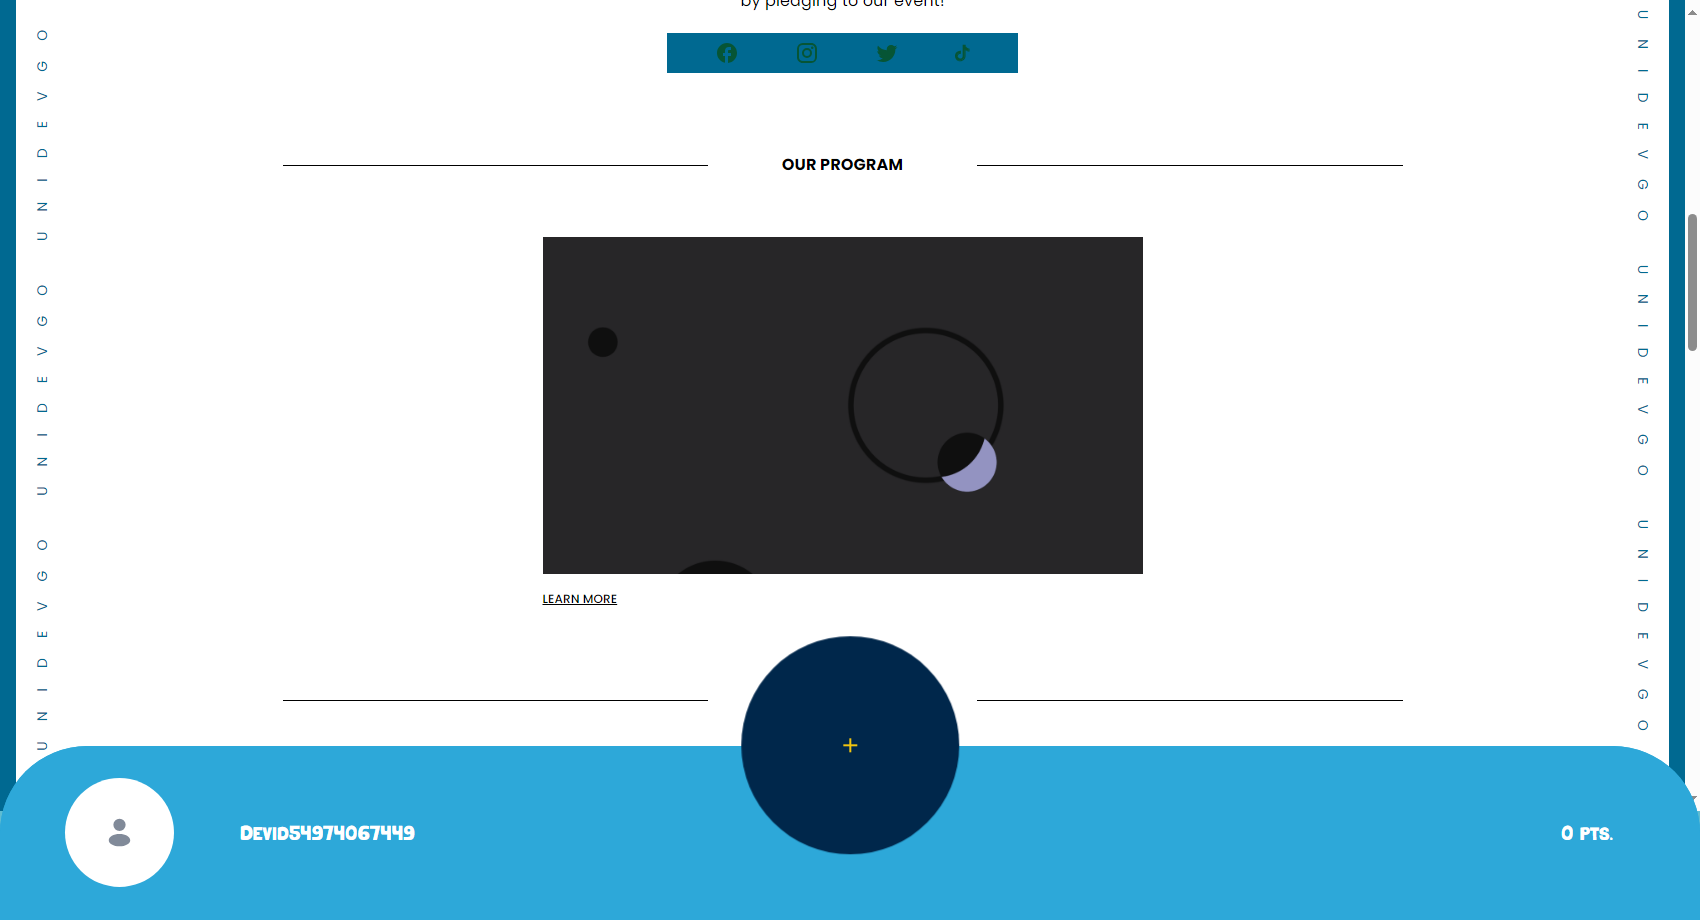 by pledging to our event!
OUR PROGRAM
LEARN MORE
UNIDEVGO UNIDEVGO UNIDEVGO
UNIDEVGO UNIDEVGO UNIDEVGO
+
Devid54974067449
0 pts.